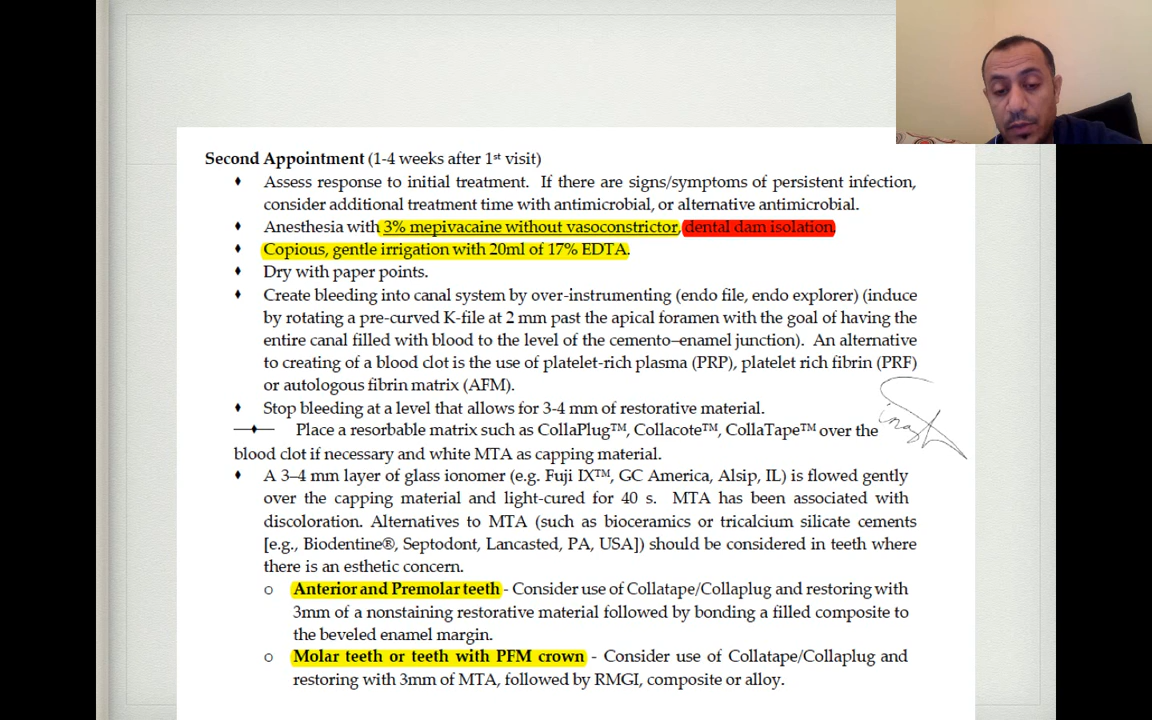 Second Appointment (1-4 weeks after 1st visit)
♦ Assess response to initial treatment. If there are signs/symptoms of persistent infection,
consider additional treatment time with antimicrobial, or alternative antimicrobial.
♦ Anesthesia with 3% mepivacaine without vasoconstrictor, dental dam isolation.
♦ Copious, gentle irrigation with 20ml of 17% EDTA.
♦ Dry with paper points.
♦ Create bleeding into canal system by over-instrumenting (endo file, endo explorer) (induce
by rotating a pre-curved K-file at 2 mm past the apical foramen with the goal of having the
entire canal filled with blood to the level of the cemento–enamel junction). An alternative
to creating of a blood clot is the use of platelet-rich plasma (PRP), platelet rich fibrin (PRF)
or autologous fibrin matrix (AFM).
♦ Stop bleeding at a level that allows for 3-4 mm of restorative material.
♦ Place a resorbable matrix such as CollaPlug™, Collacote™, CollaTape™ over the
blood clot if necessary and white MTA as capping material.
♦ A 3–4 mm layer of glass ionomer (e.g. Fuji IX™, GC America, Alsip, IL) is flowed gently
over the capping material and light-cured for 40 s. MTA has been associated with
discoloration. Alternatives to MTA (such as bioceramics or tricalcium silicate cements
[e.g., Biodentine®, Septodont, Lancasted, PA, USA]) should be considered in teeth where
there is an esthetic concern.
o Anterior and Premolar teeth - Consider use of Collatape/Collaplug and restoring with
3mm of a nonstaining restorative material followed by bonding a filled composite to
the beveled enamel margin.
o Molar teeth or teeth with PFM crown - Consider use of Collatape/Collaplug and
restoring with 3mm of MTA, followed by RMGI, composite or alloy.